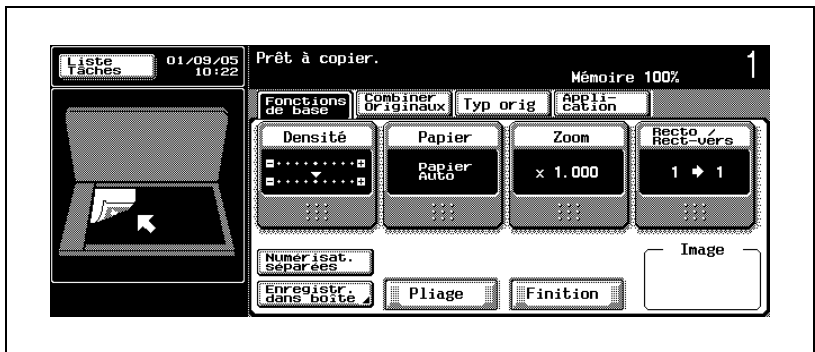 Liste
Tâches
01/09/05
10:22
Prêt à copier.
Mémoire 100%
1
Fonctions
de base
Combiner
Originaux
Typ orig
Appli-
cation
Densité
Papier
Zoom
Recto /
Rect-vers
Papier
Auto
× 1.000
1 ➔ 1
Numérisat.
séparées
Enregistr.
dans boîte
Pliage
Finition
Image